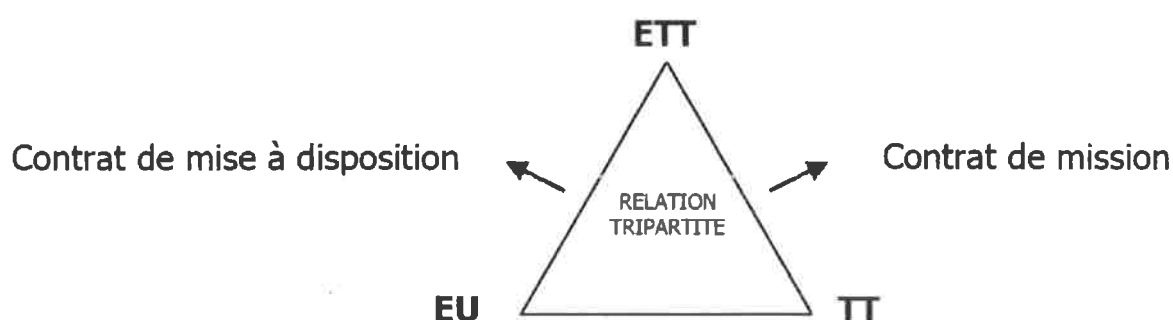 ETT
Contrat de mise à disposition
Contrat de mission
RELATION
TRIPARTITE
EU
TT